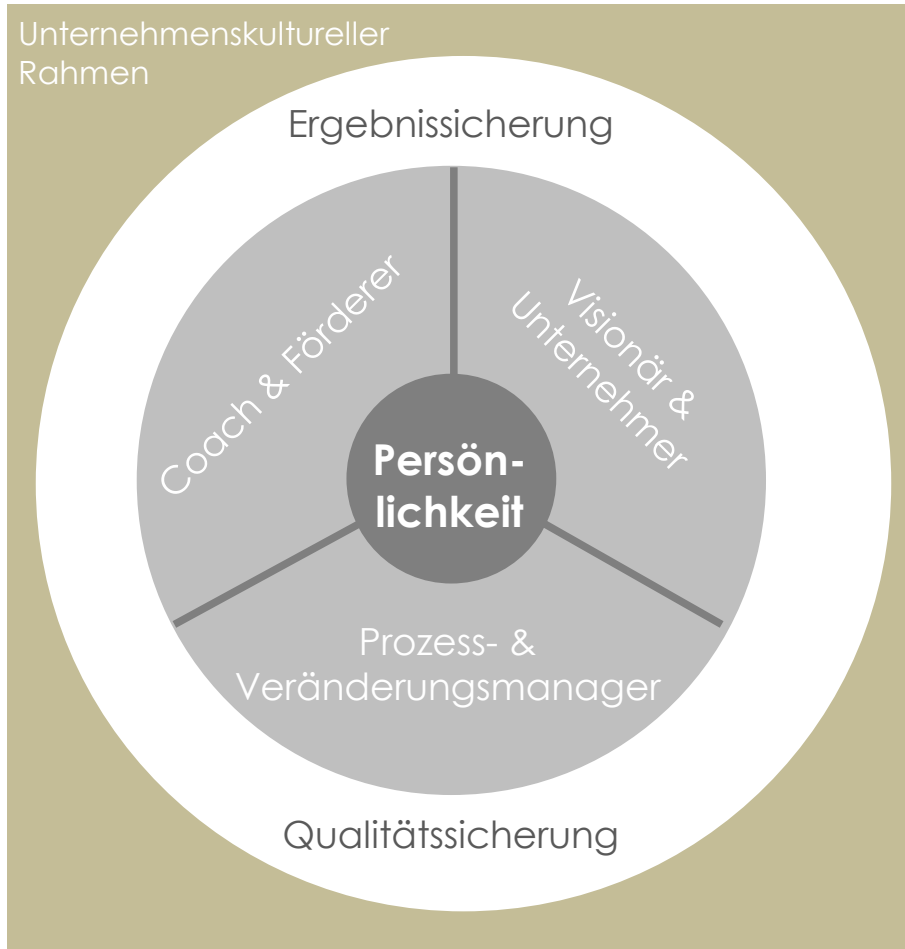 Unternehmenskultureller
Rahmen
Ergebnissicherung
Coach & Förderer
Visionär &
Unternehmer
Persön-
lichkeit
Prozess- &
Veränderungsmanager
Qualitätssicherung